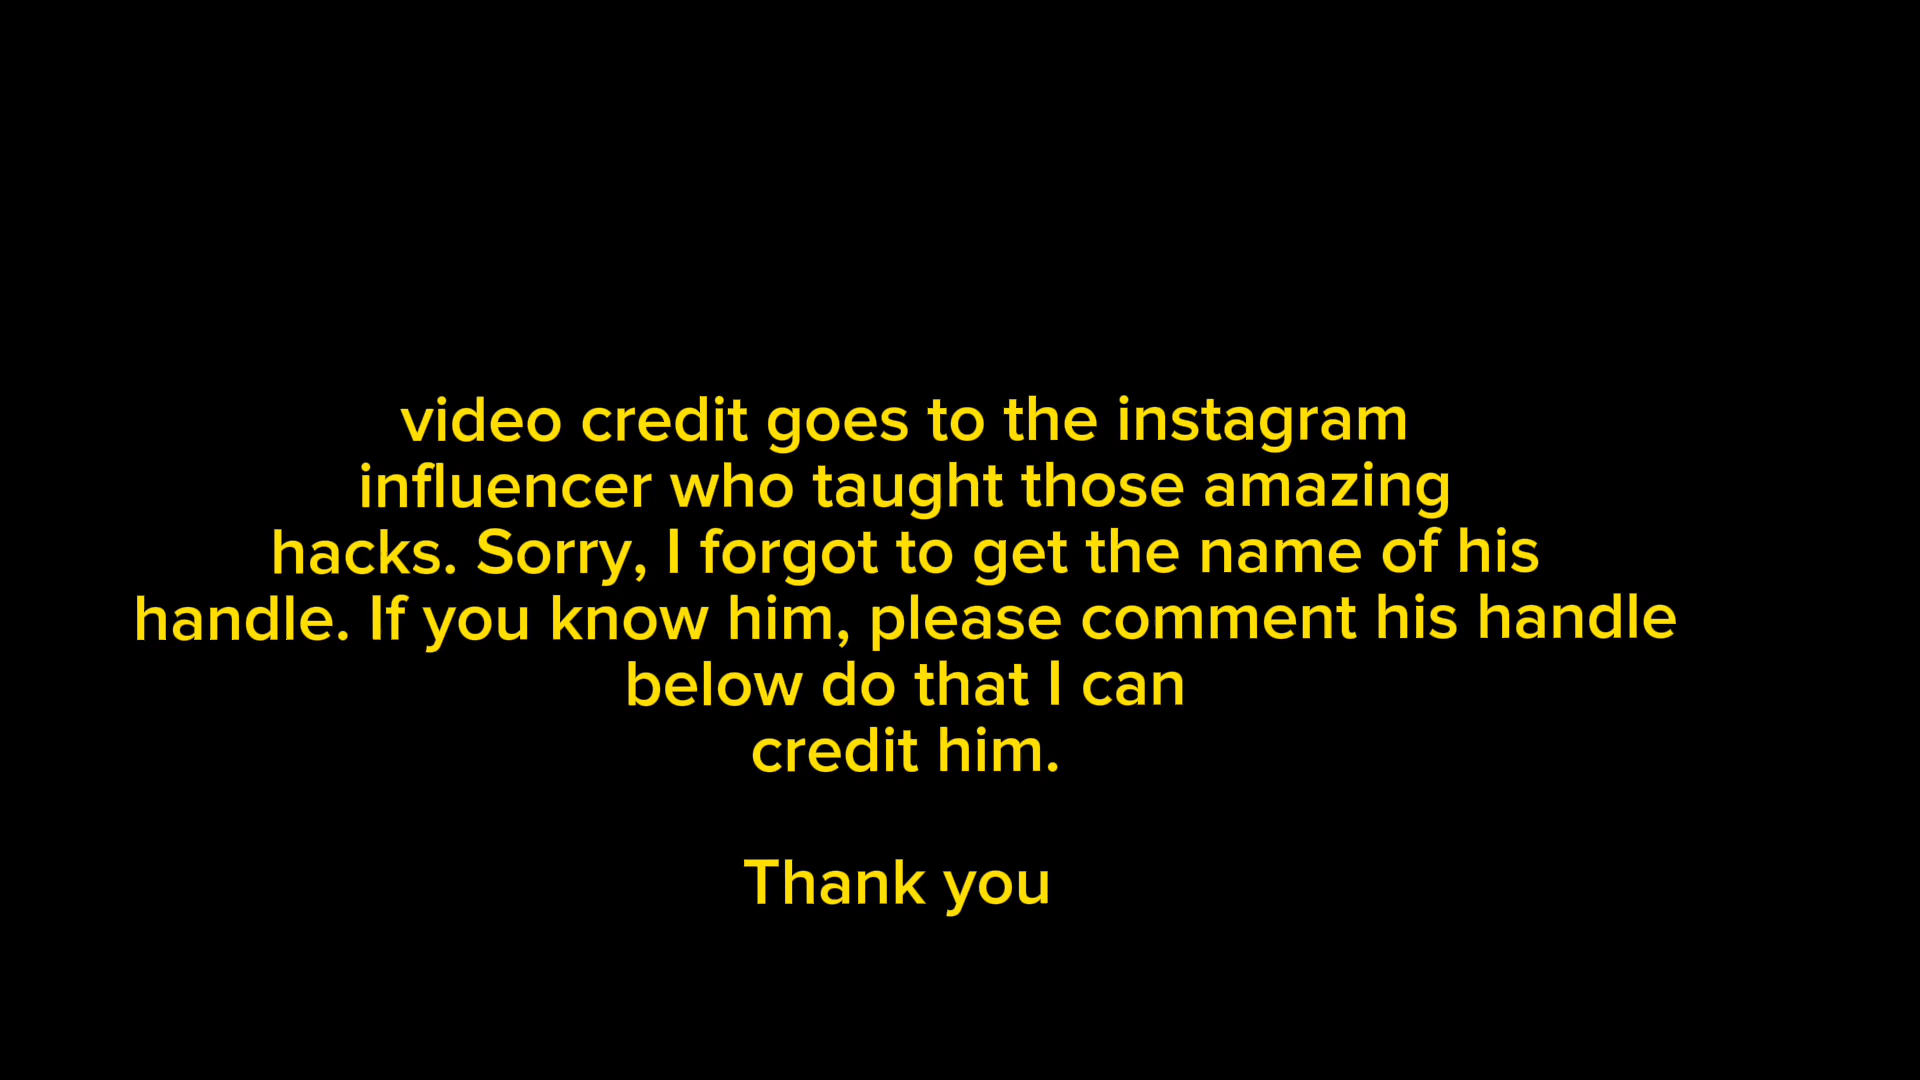 video credit goes to the instagram
influencer who taught those amazing
hacks. Sorry, I forgot to get the name of his
handle. If you know him, please comment his handle
below do that I can
credit him.
Thank you